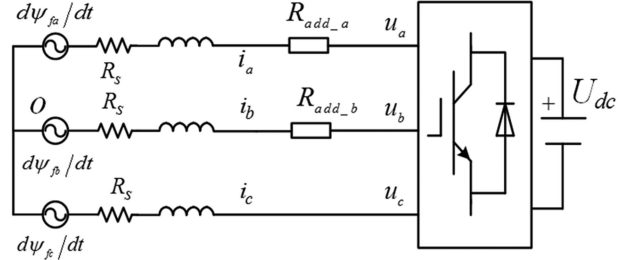 dψfa/dt
Rs
ia
Radd_a
ua
O
Rs
ib
Radd_b
ub
+
Udc
dψfb/dt
Rs
ic
uc
dψfc/dt